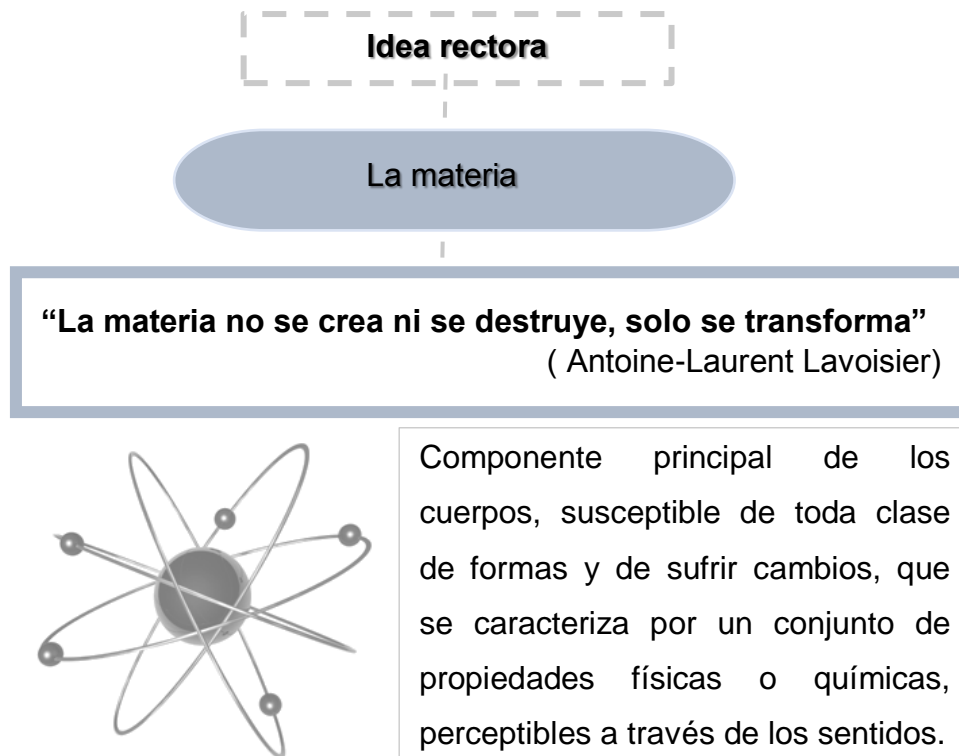 Idea rectora
La materia
“La materia no se crea ni se destruye, solo se transforma”
( Antoine-Laurent Lavoisier)
Componente principal de los
cuerpos, susceptible de toda clase
de formas y de sufrir cambios, que
se caracteriza por un conjunto de
propiedades físicas o químicas,
perceptibles a través de los sentidos.